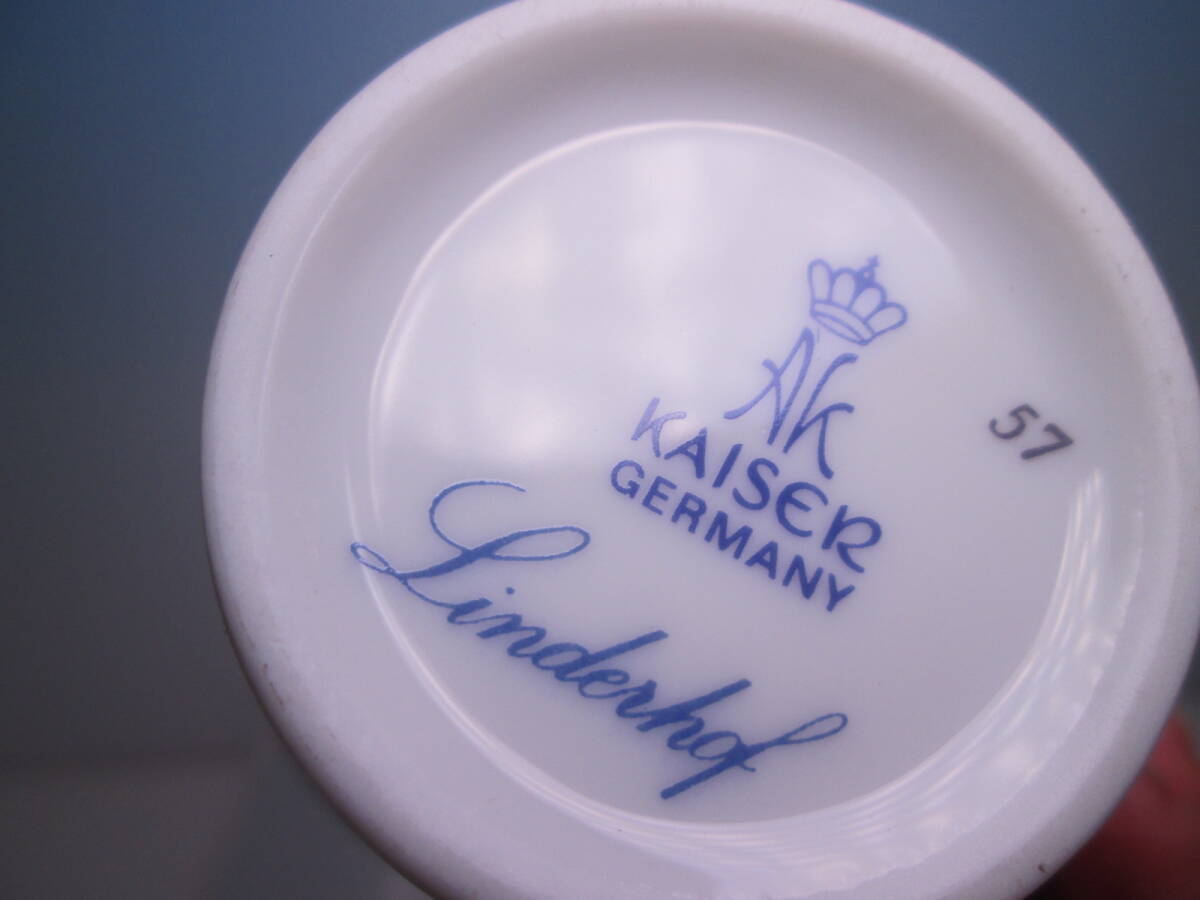 AK
KAISER
GERMANY
Linderhof
57